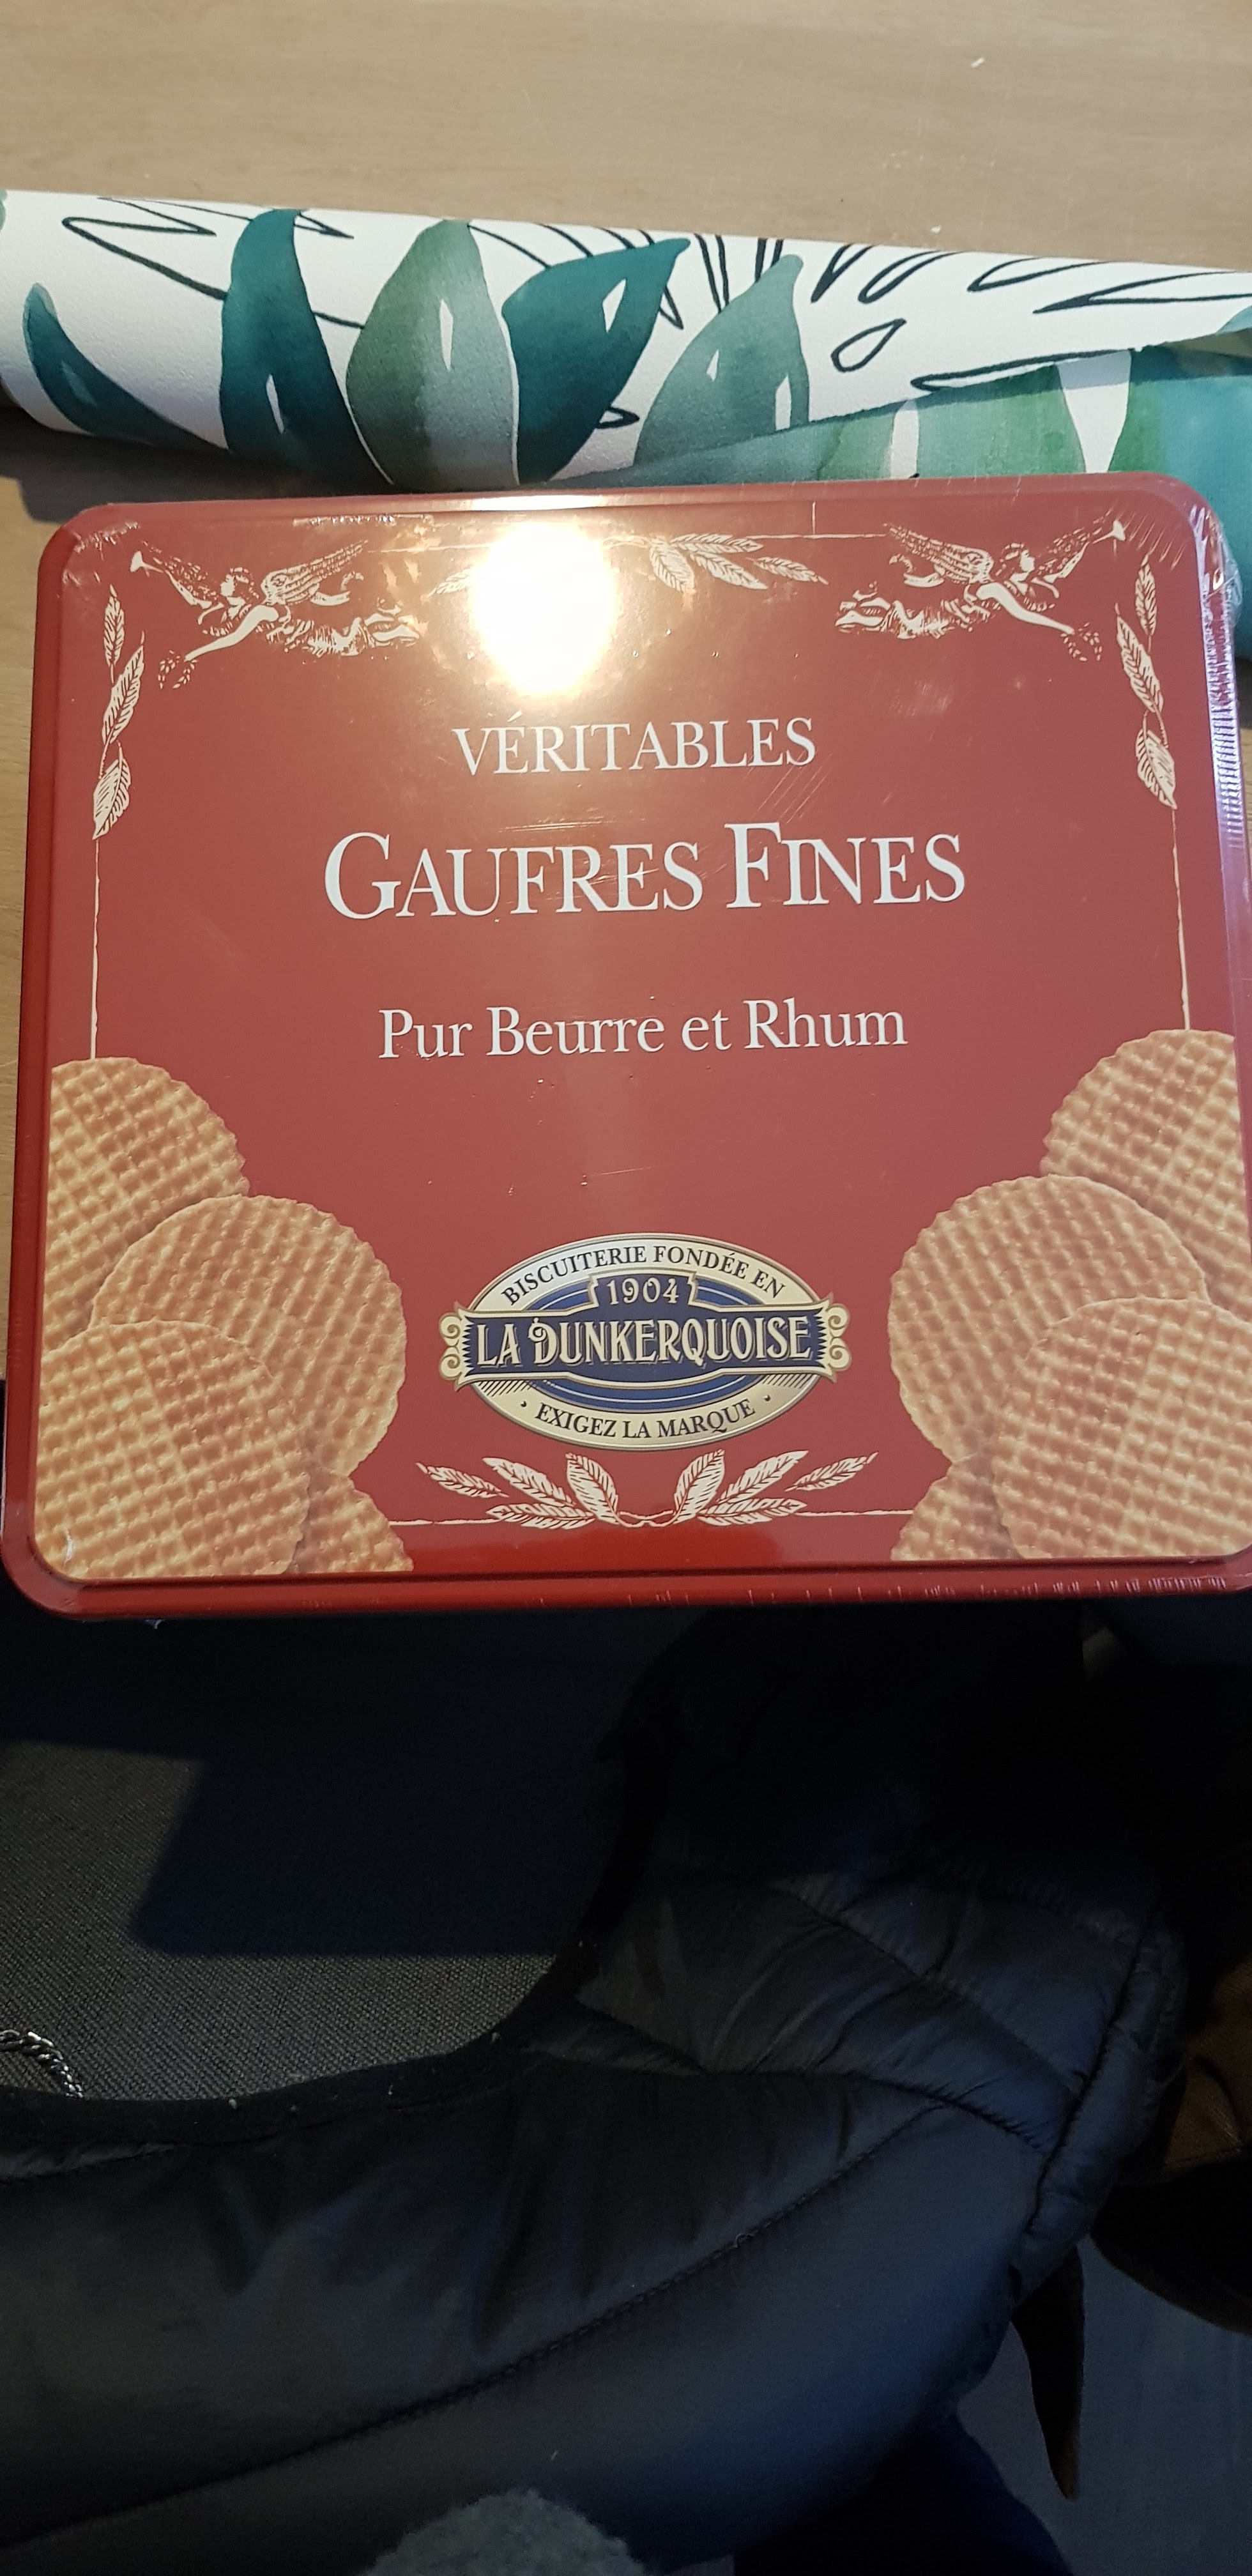 VÉRITABLES
GAUFRES FINES
Pur Beurre et Rhum
BISCUITERIE FONDÉE EN
1904
LA DUNKERQUOISE
· EXIGEZ LA MARQUE ·